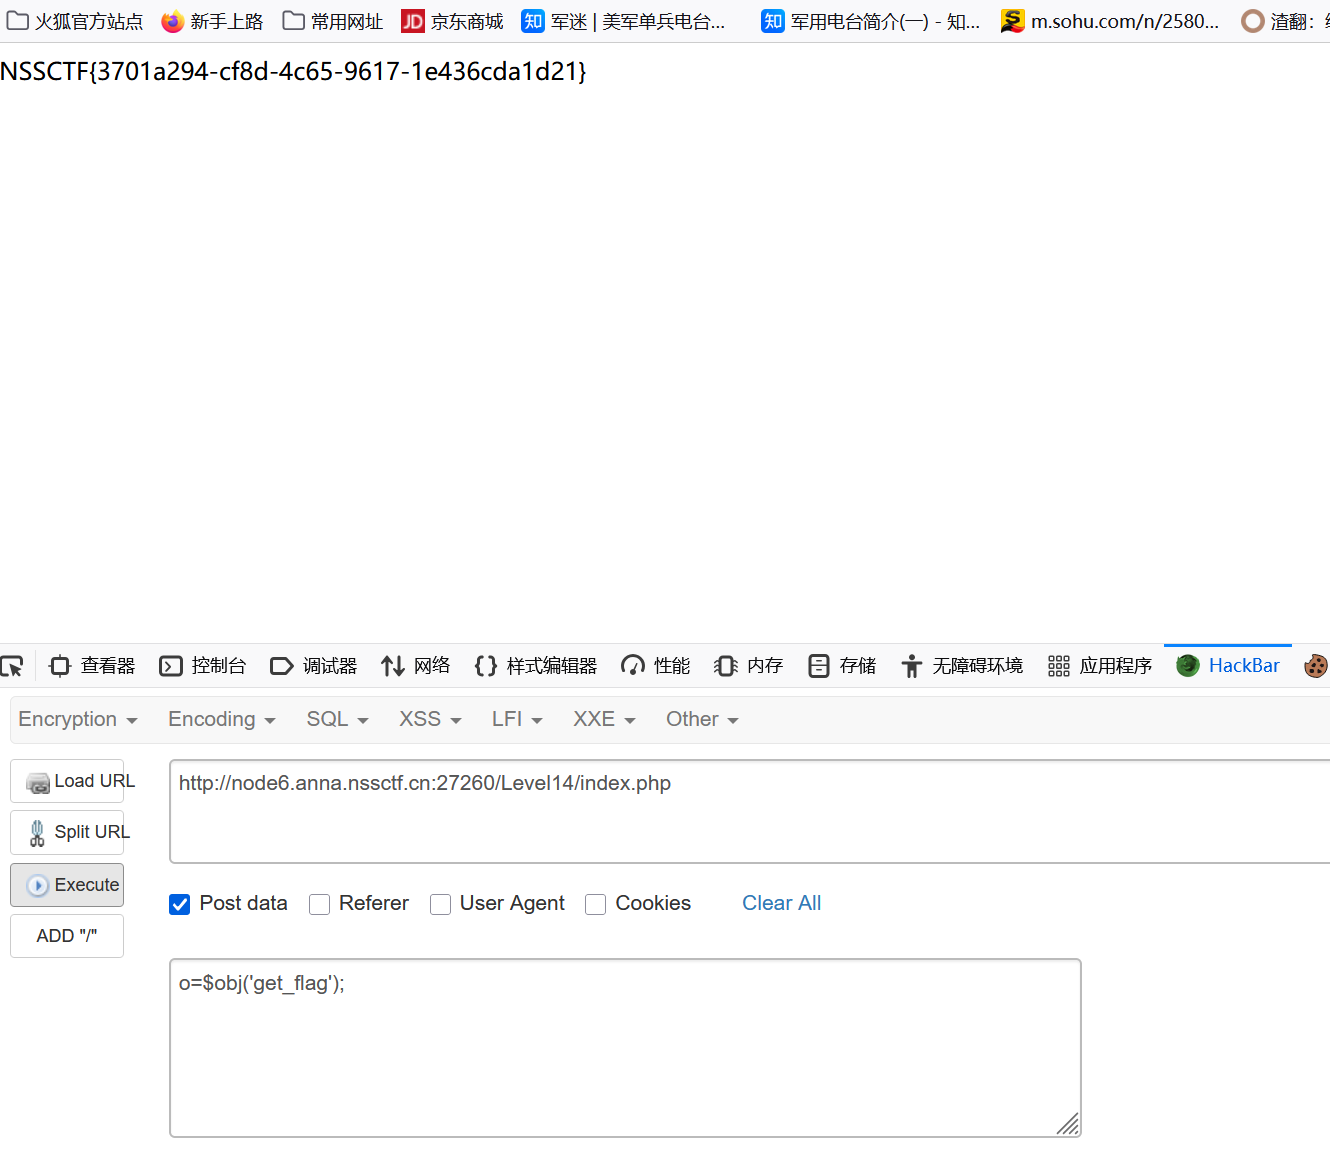 火狐官方站点 新手上路 常用网址 JD 京东商城 知 军迷 | 美军单兵电台... 知 军用电台简介(一) - 知... S m.sohu.com/n/2580... 渣翻：
NSSCTF{3701a294-cf8d-4c65-9617-1e436cda1d21}
查看器 控制台 调试器 网络 样式编辑器 性能 内存 存储 无障碍环境 应用程序 HackBar
Encryption Encoding SQL XSS LFI XXE Other
Load URL
http://node6.anna.nssctf.cn:27260/Level14/index.php
Split URL
Execute
Post data Referer User Agent Cookies Clear All
ADD "/"
o=$obj('get_flag');